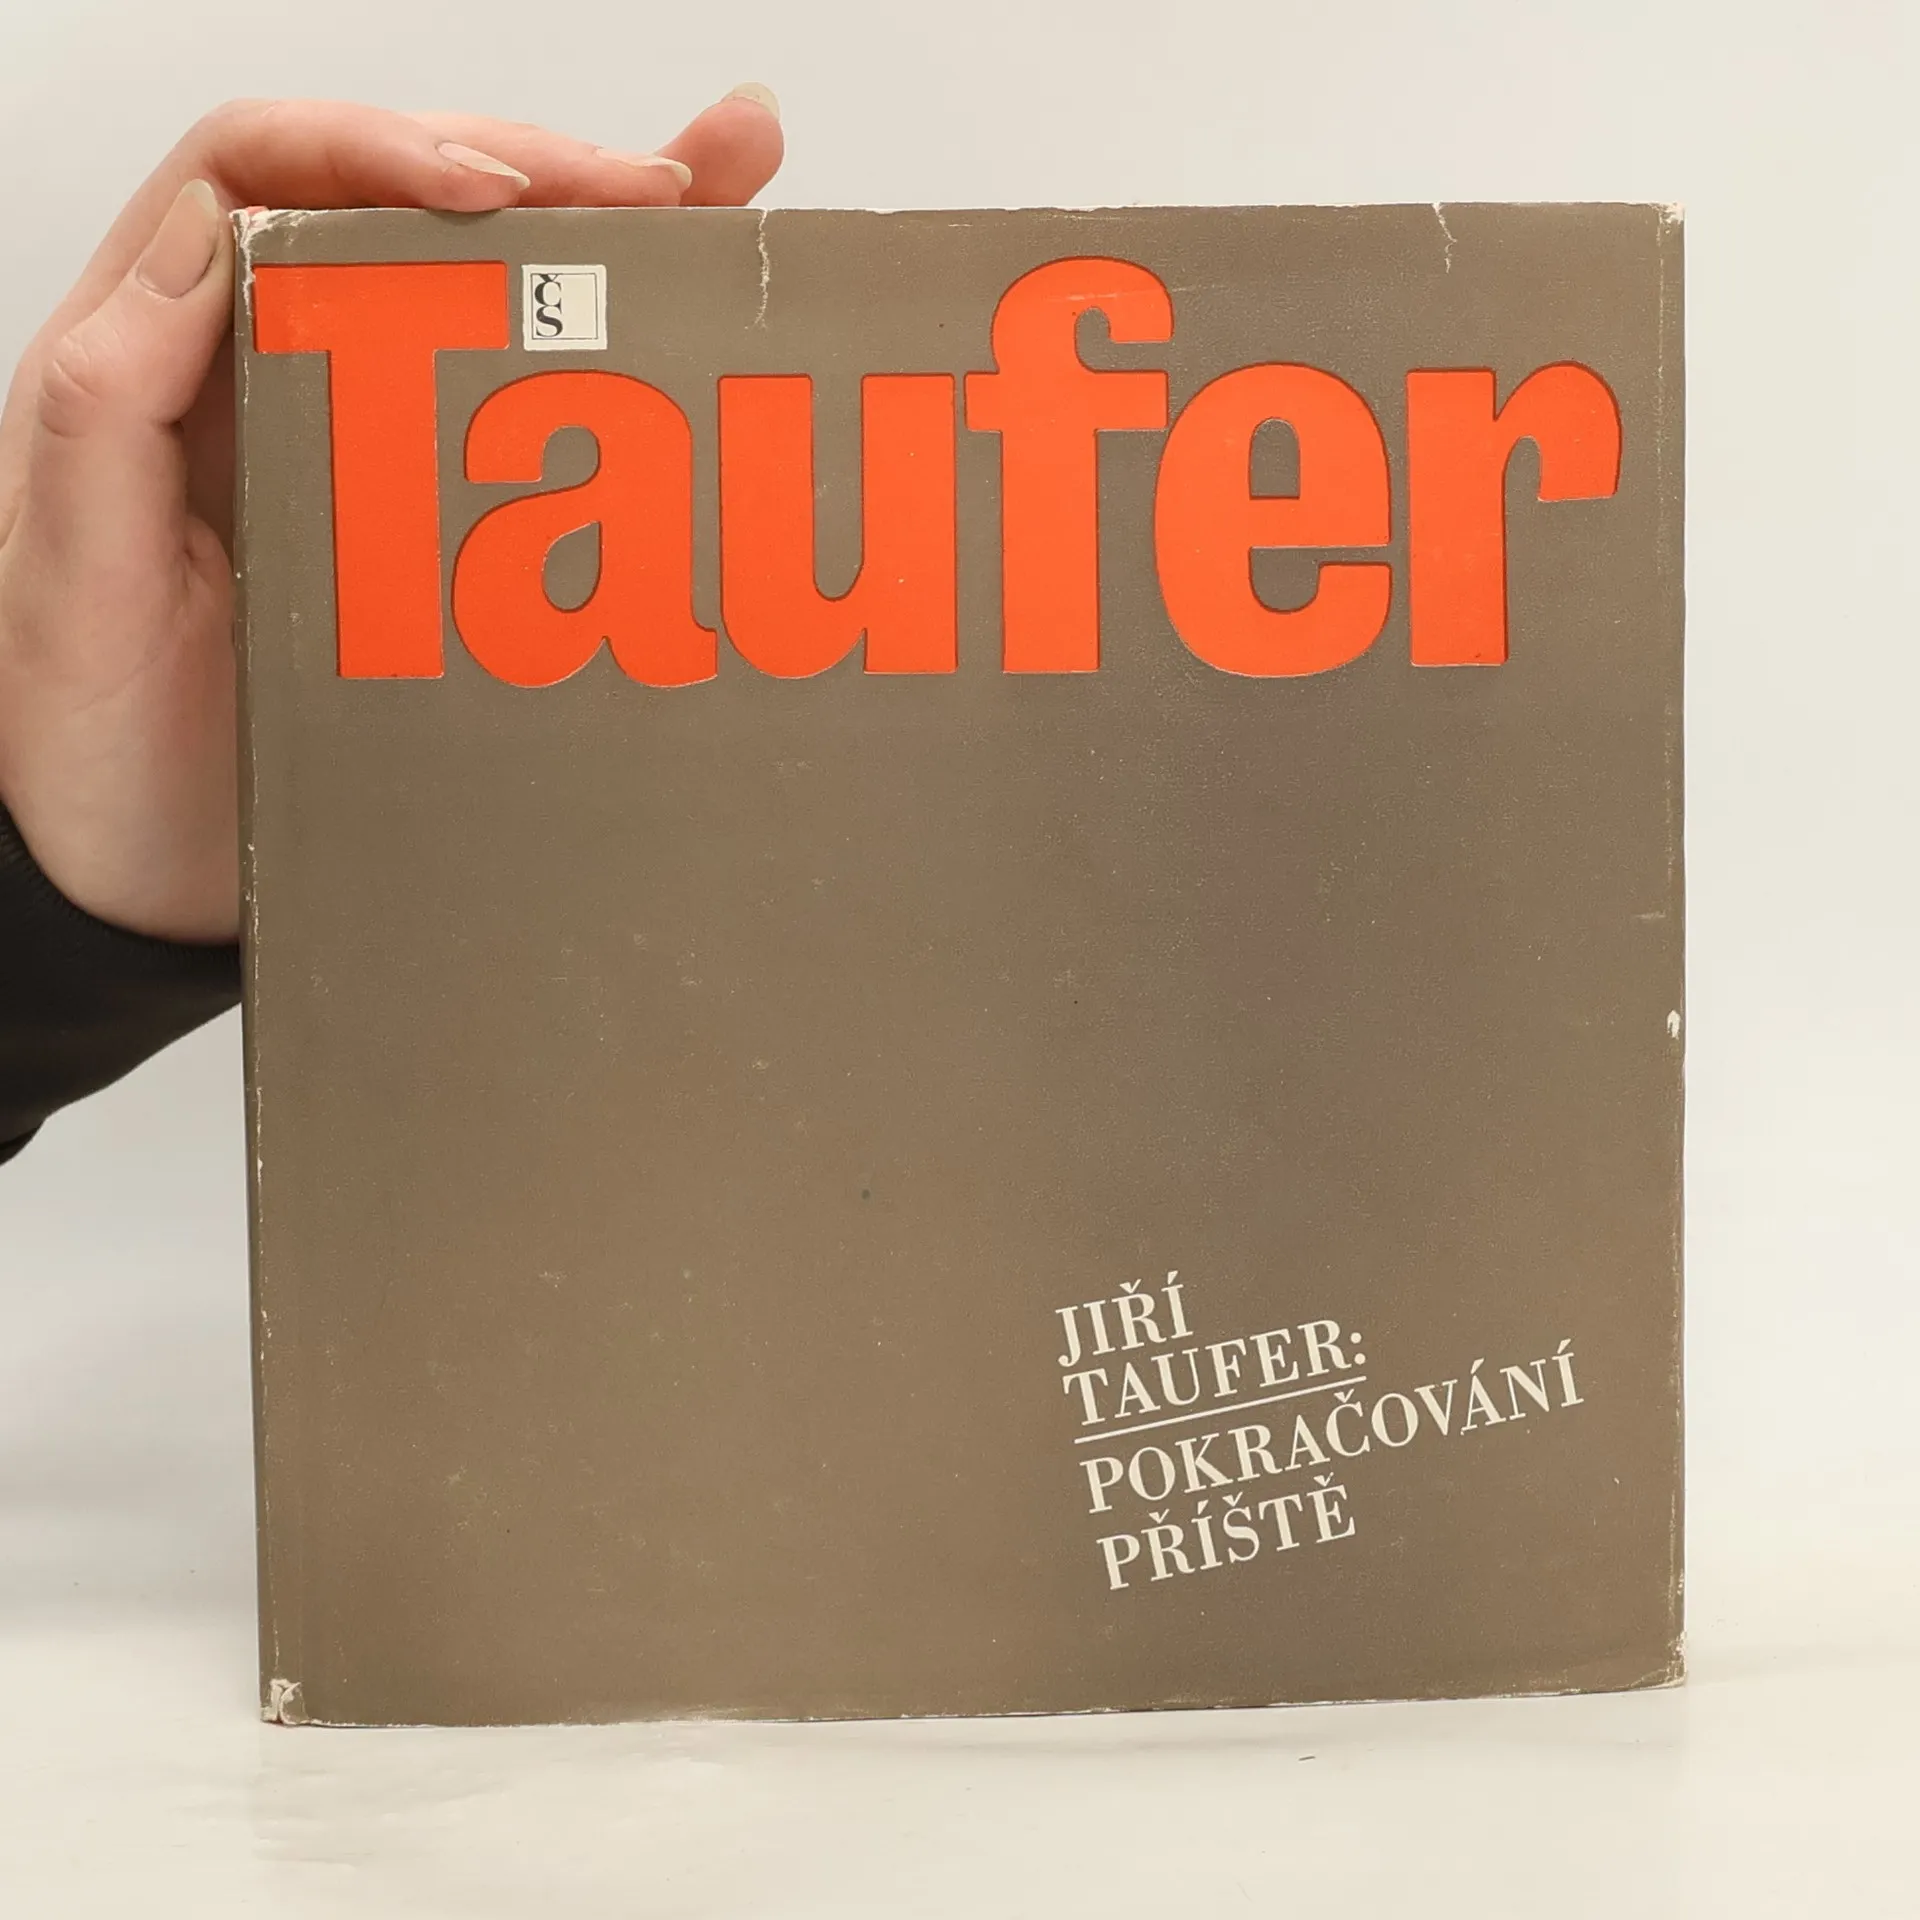 Taufer
ČS
JIŘÍ
TAUFER:
POKRAČOVÁNÍ
PŘÍŠTĚ